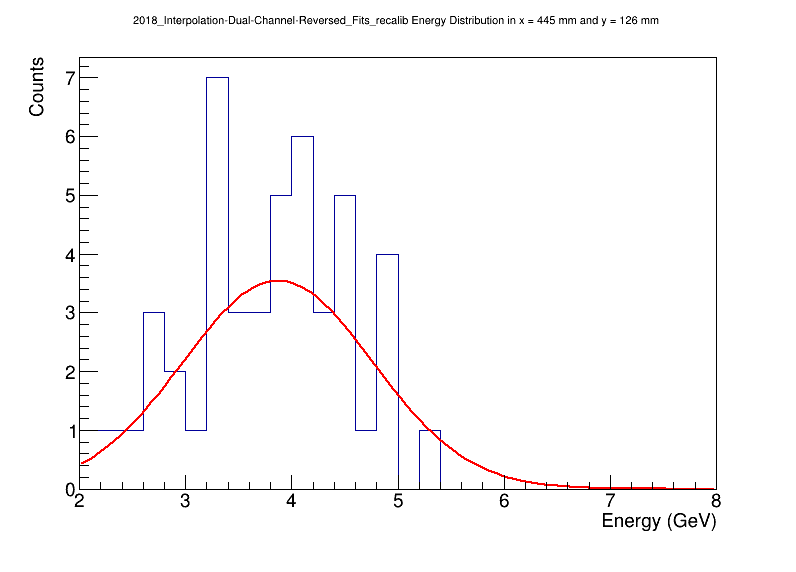 2018_Interpolation-Dual-Channel-Reversed_Fits_recalib Energy Distribution in x = 445 mm and y = 126 mm
Counts
7
6
5
4
3
2
1
0
2 3 4 5 6 7 8
Energy (GeV)